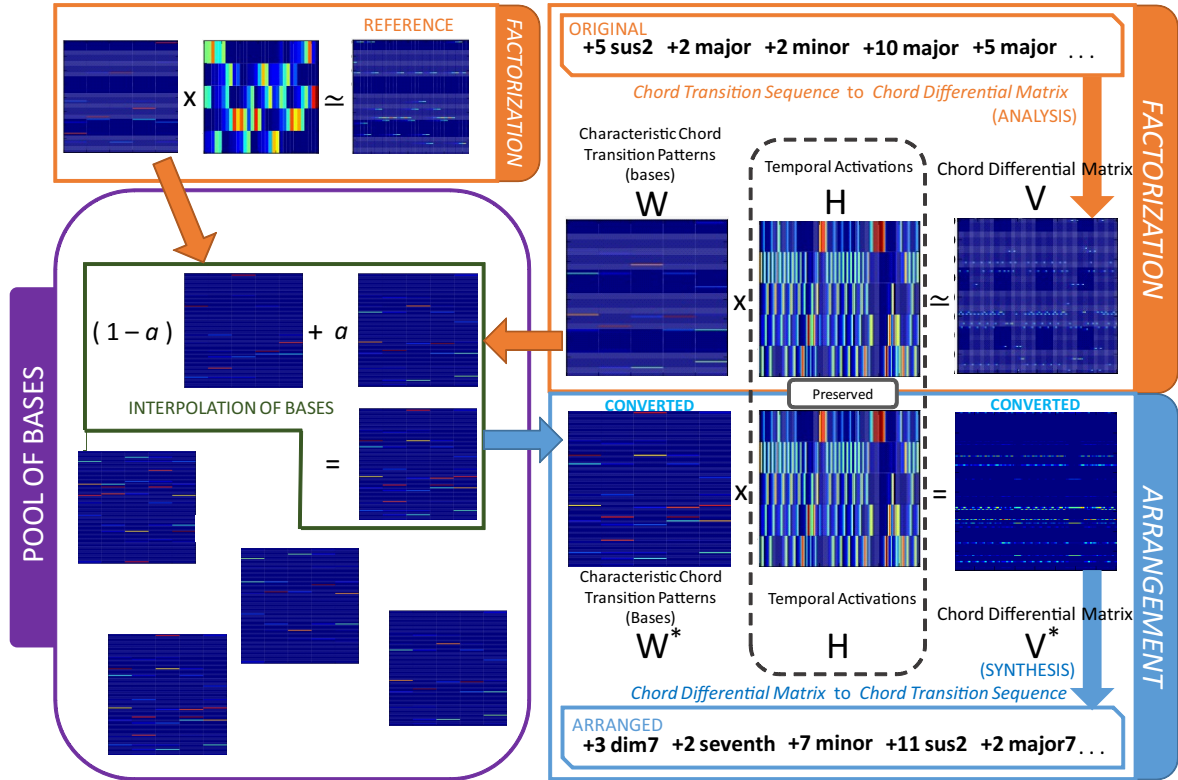 REFERENCE
x
≃
FACTORIZATION
ORIGINAL
+5 sus2 +2 major +2 minor +10 major +5 major ...
Chord Transition Sequence to Chord Differential Matrix
(ANALYSIS)
Characteristic Chord
Transition Patterns
(bases)
W
Temporal Activations
H
Chord Differential Matrix
V
x
≃
FACTORIZATION
POOL OF BASES
(1 – a)
+ a
INTERPOLATION OF BASES
=
Preserved
CONVERTED
CONVERTED
x
=
Characteristic Chord
Transition Patterns
(Bases)
W*
Temporal Activations
H
Chord Differential Matrix
V*
(SYNTHESIS)
Chord Differential Matrix to Chord Transition Sequence
ARRANGED
+3 dim7 +2 seventh +7 minor +11 sus2 +2 major7 ...
ARRANGEMENT